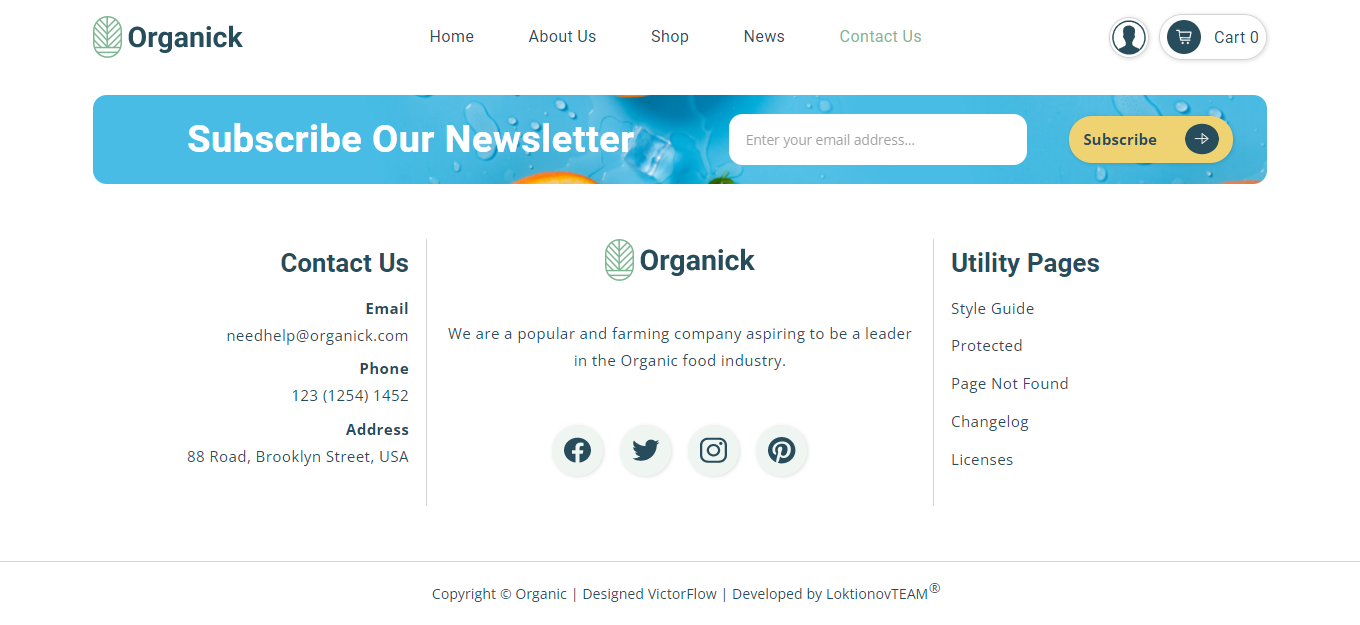 Organick
Home
About Us
Shop
News
Contact Us
Cart 0
Subscribe Our Newsletter
Enter your email address...
Subscribe
Contact Us
Email
needhelp@organick.com
Phone
123 (1254) 1452
Address
88 Road, Brooklyn Street, USA
Organick
We are a popular and farming company aspiring to be a leader
in the Organic food industry.
Utility Pages
Style Guide
Protected
Page Not Found
Changelog
Licenses
Copyright © Organic | Designed VictorFlow | Developed by LoktionovTEAM®